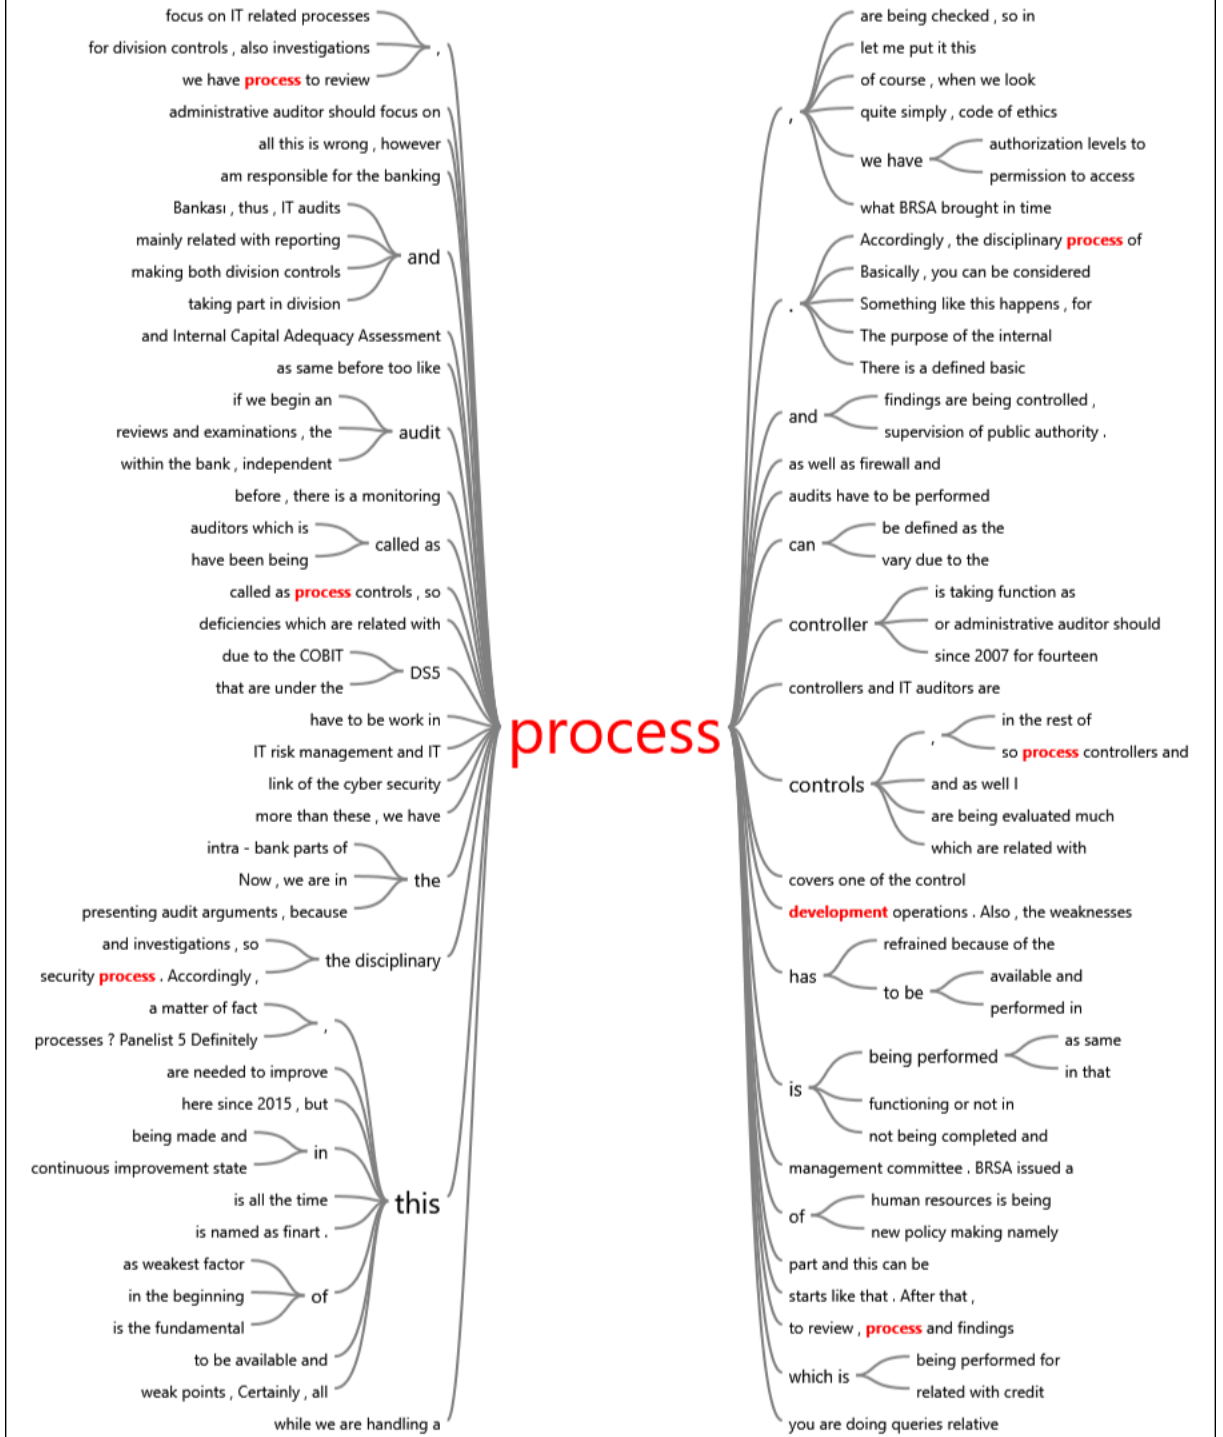 focus on IT related processes
for division controls , also investigations
,
we have process to review
administrative auditor should focus on
all this is wrong , however
am responsible for the banking
Bankası , thus , IT audits
mainly related with reporting
and
making both division controls
taking part in division
and Internal Capital Adequacy Assessment
as same before too like
if we begin an
reviews and examinations , the
audit
within the bank , independent
before , there is a monitoring
auditors which is
called as
have been being
called as process controls , so
deficiencies which are related with
due to the COBIT
DS5
that are under the
have to be work in
IT risk management and IT
link of the cyber security
more than these , we have
intra - bank parts of
Now , we are in
the
presenting audit arguments , because
and investigations , so
the disciplinary
security process . Accordingly ,
a matter of fact
,
processes ? Panelist 5 Definitely
are needed to improve
here since 2015 , but
being made and
in
continuous improvement state
is all the time
this
is named as finart .
as weakest factor
in the beginning
of
is the fundamental
to be available and
weak points , Certainly , all
while we are handling a
process
are being checked , so in
let me put it this
of course , when we look
,
quite simply , code of ethics
we have
authorization levels to
permission to access
what BRSA brought in time
Accordingly , the disciplinary process of
Basically , you can be considered
.
Something like this happens , for
The purpose of the internal
There is a defined basic
and
findings are being controlled ,
supervision of public authority .
as well as firewall and
audits have to be performed
can
be defined as the
vary due to the
controller
is taking function as
or administrative auditor should
since 2007 for fourteen
controllers and IT auditors are
controls
,
in the rest of
so process controllers and
and as well I
are being evaluated much
which are related with
covers one of the control
development operations . Also , the weaknesses
has
refrained because of the
to be
available and
performed in
is
being performed
as same
in that
functioning or not in
not being completed and
management committee . BRSA issued a
of
human resources is being
new policy making namely
part and this can be
starts like that . After that ,
to review , process and findings
which is
being performed for
related with credit
you are doing queries relative